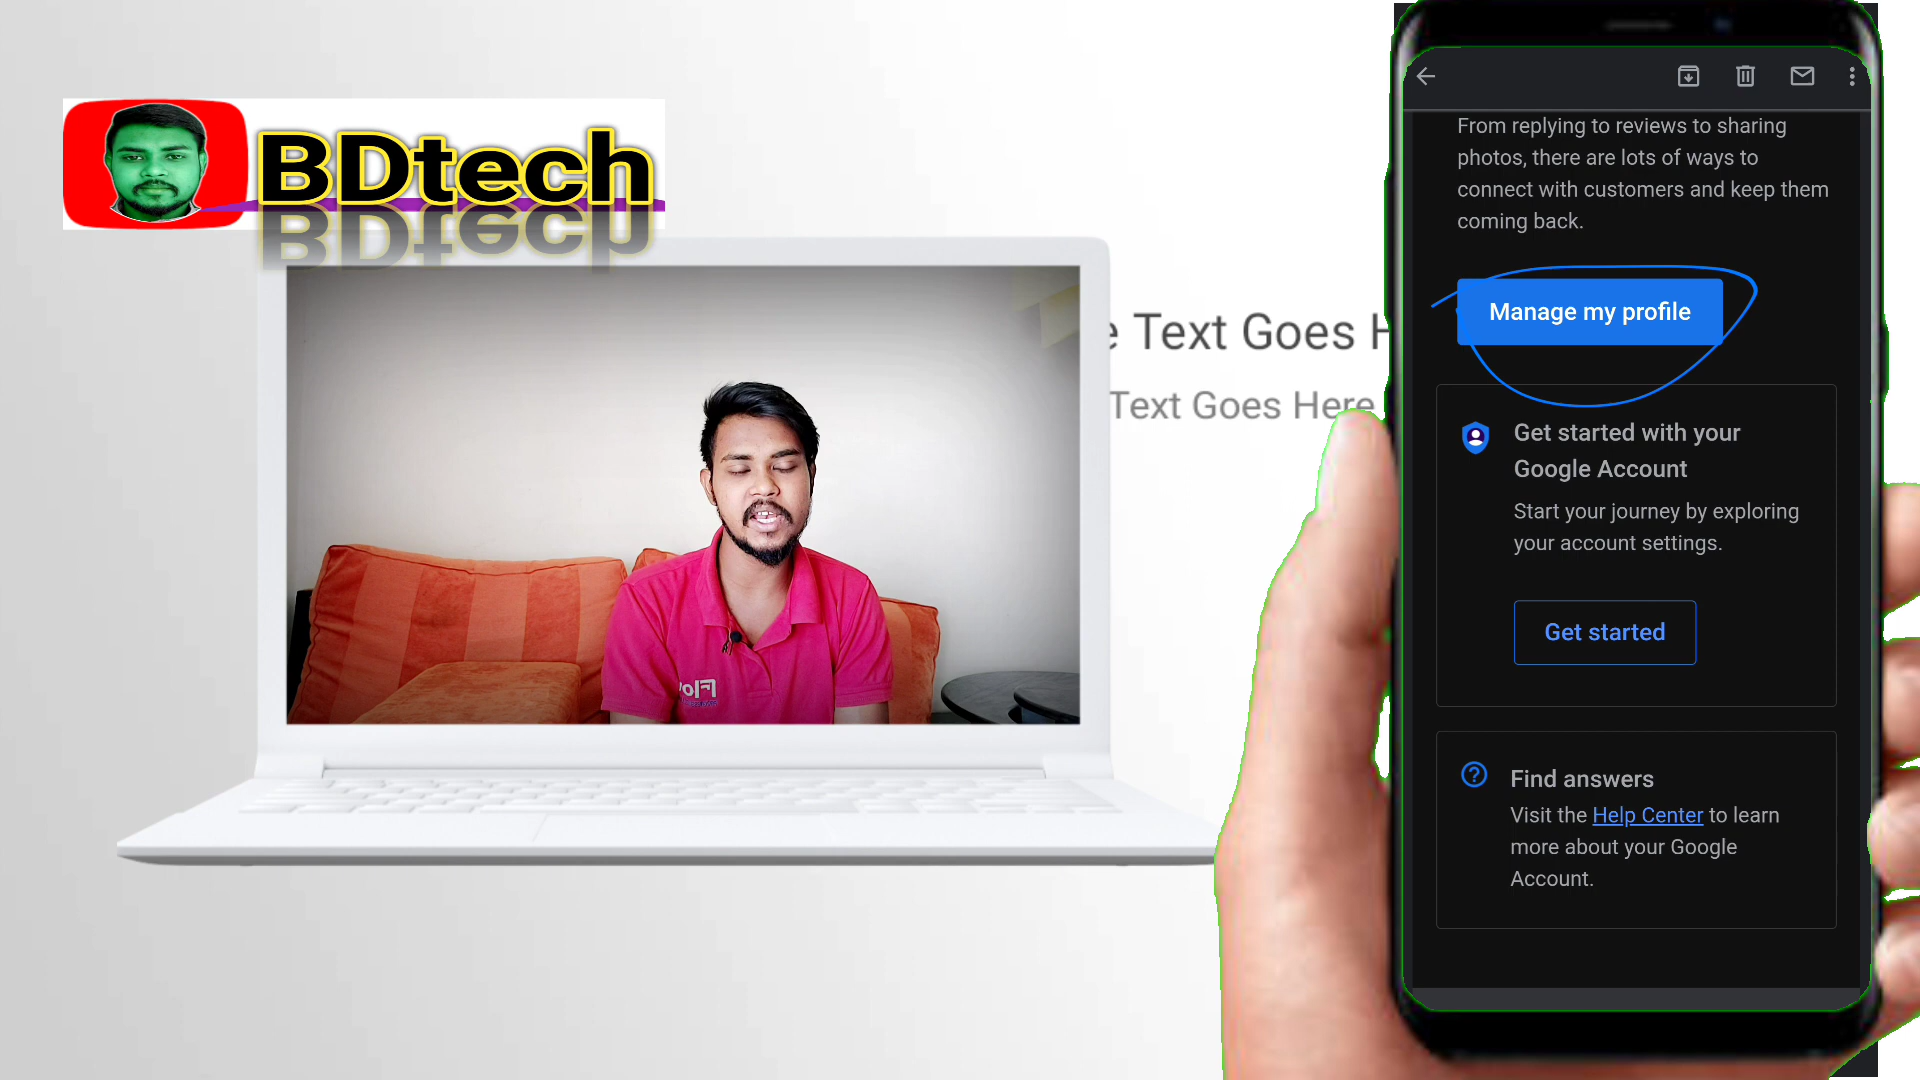 BDtech
Text Goes
Text Goes Here
From replying to reviews to sharing
photos, there are lots of ways to
connect with customers and keep them
coming back.
Manage my profile
Get started with your
Google Account
Start your journey by exploring
your account settings.
Get started
Find answers
Visit the Help Center to learn
more about your Google
Account.